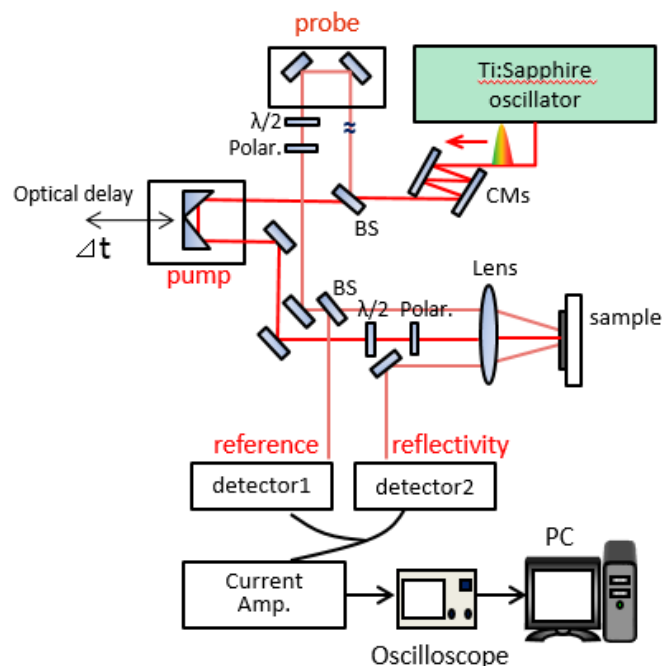 probe
Ti:Sapphire
oscillator
λ/2
≈
Polar.
CMs
Optical delay
⊿t
BS
pump
Lens
BS
λ/2
Polar.
sample
reference
reflectivity
detector1
detector2
PC
Current
Amp.
Oscilloscope